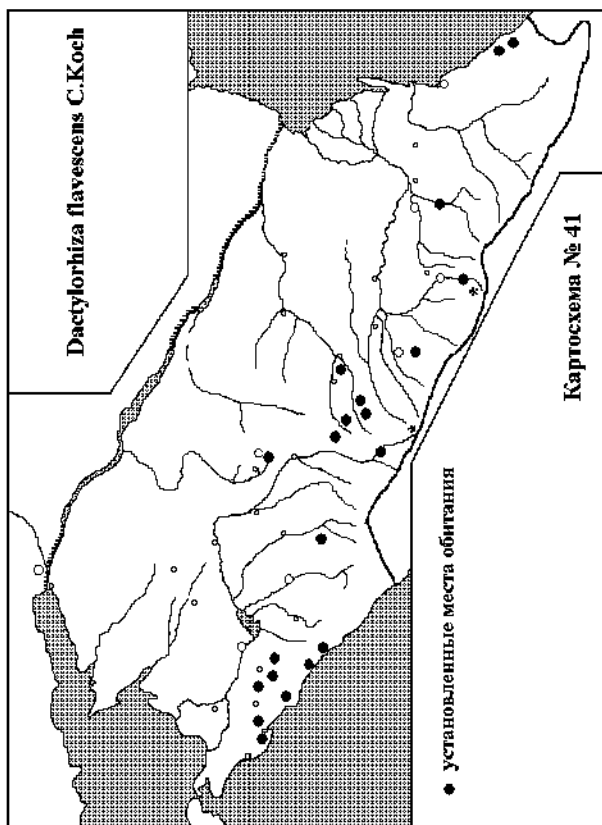 Dactylorhiza flavescens C.Koch
Картосхема № 41
установленные места обитания